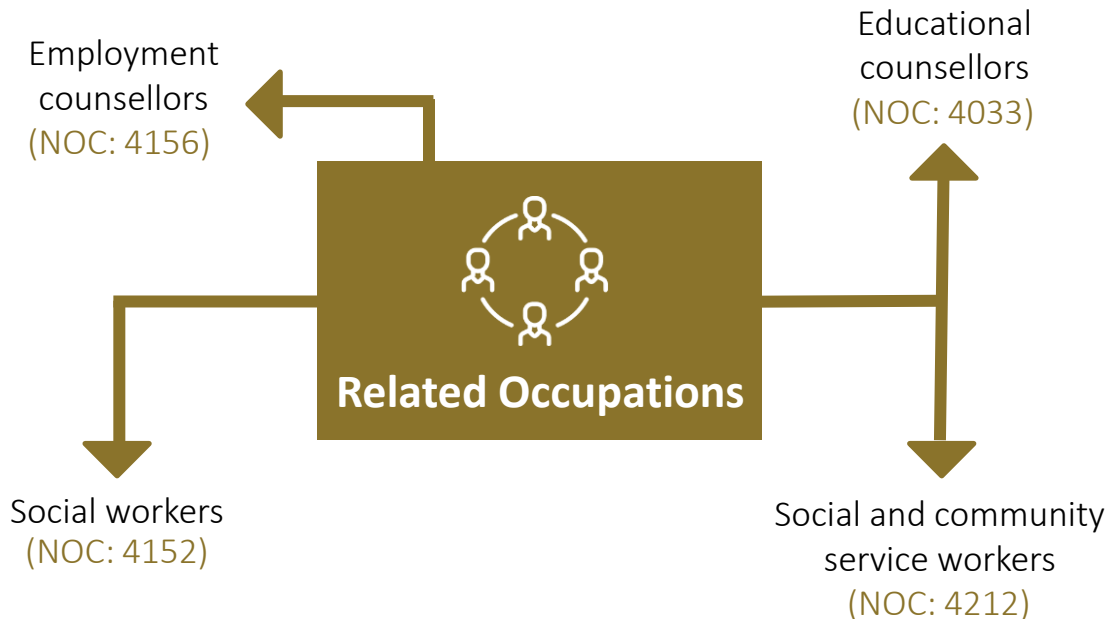 Employment
counsellors
(NOC: 4156)
Educational
counsellors
(NOC: 4033)
Related Occupations
Social workers
(NOC: 4152)
Social and community
service workers
(NOC: 4212)